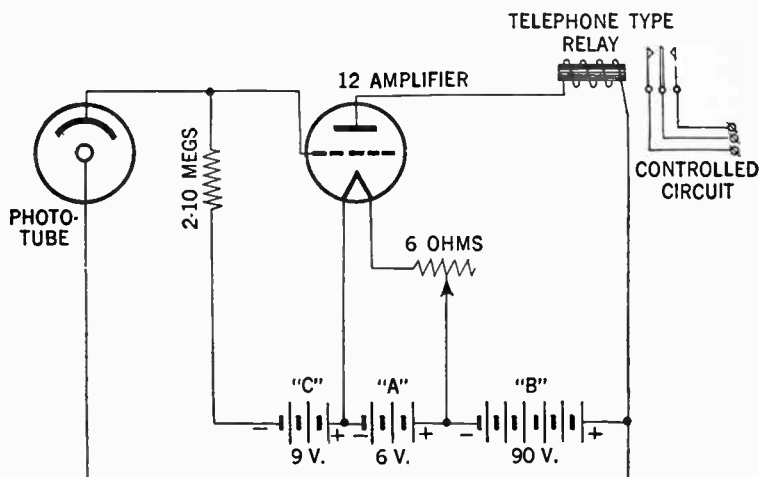 TELEPHONE TYPE
RELAY
12 AMPLIFIER
2-10 MEGS
PHOTO-
TUBE
CONTROLLED
CIRCUIT
6 OHMS
"C"
"A"
"B"
- + - + - +
9 V.
6 V.
90 V.